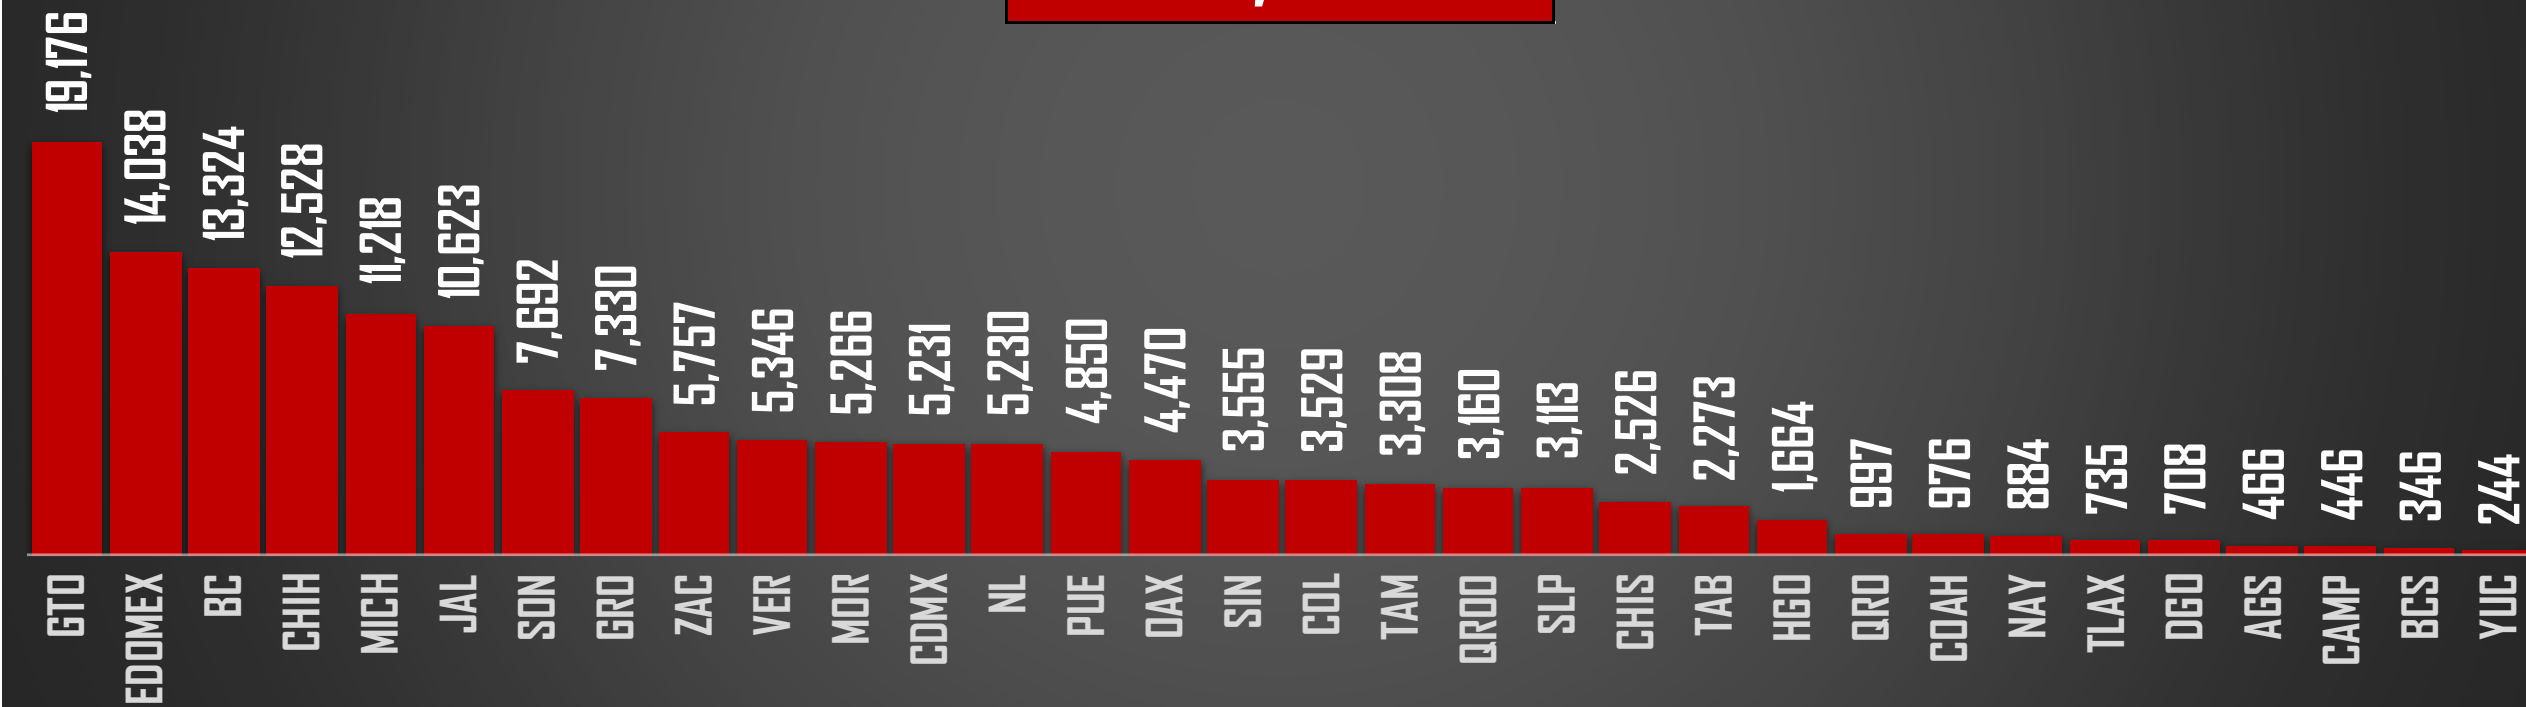 19,176
14,038
13,324
12,528
11,218
10,623
7,692
7,330
5,757
5,346
5,266
5,231
5,230
4,850
4,470
3,555
3,529
3,308
3,160
3,113
2,526
2,273
1,664
997
976
884
735
708
466
446
346
244
GTO
EDOMEX
BC
CHIH
MICH
JAL
SON
GRO
ZAC
VER
MOR
CDMX
NL
PUE
OAX
SIN
COL
TAM
QROO
SLP
CHIS
TAB
HGO
QRO
COAH
NAY
TLAX
DGO
AGS
CAMP
BCS
YUC